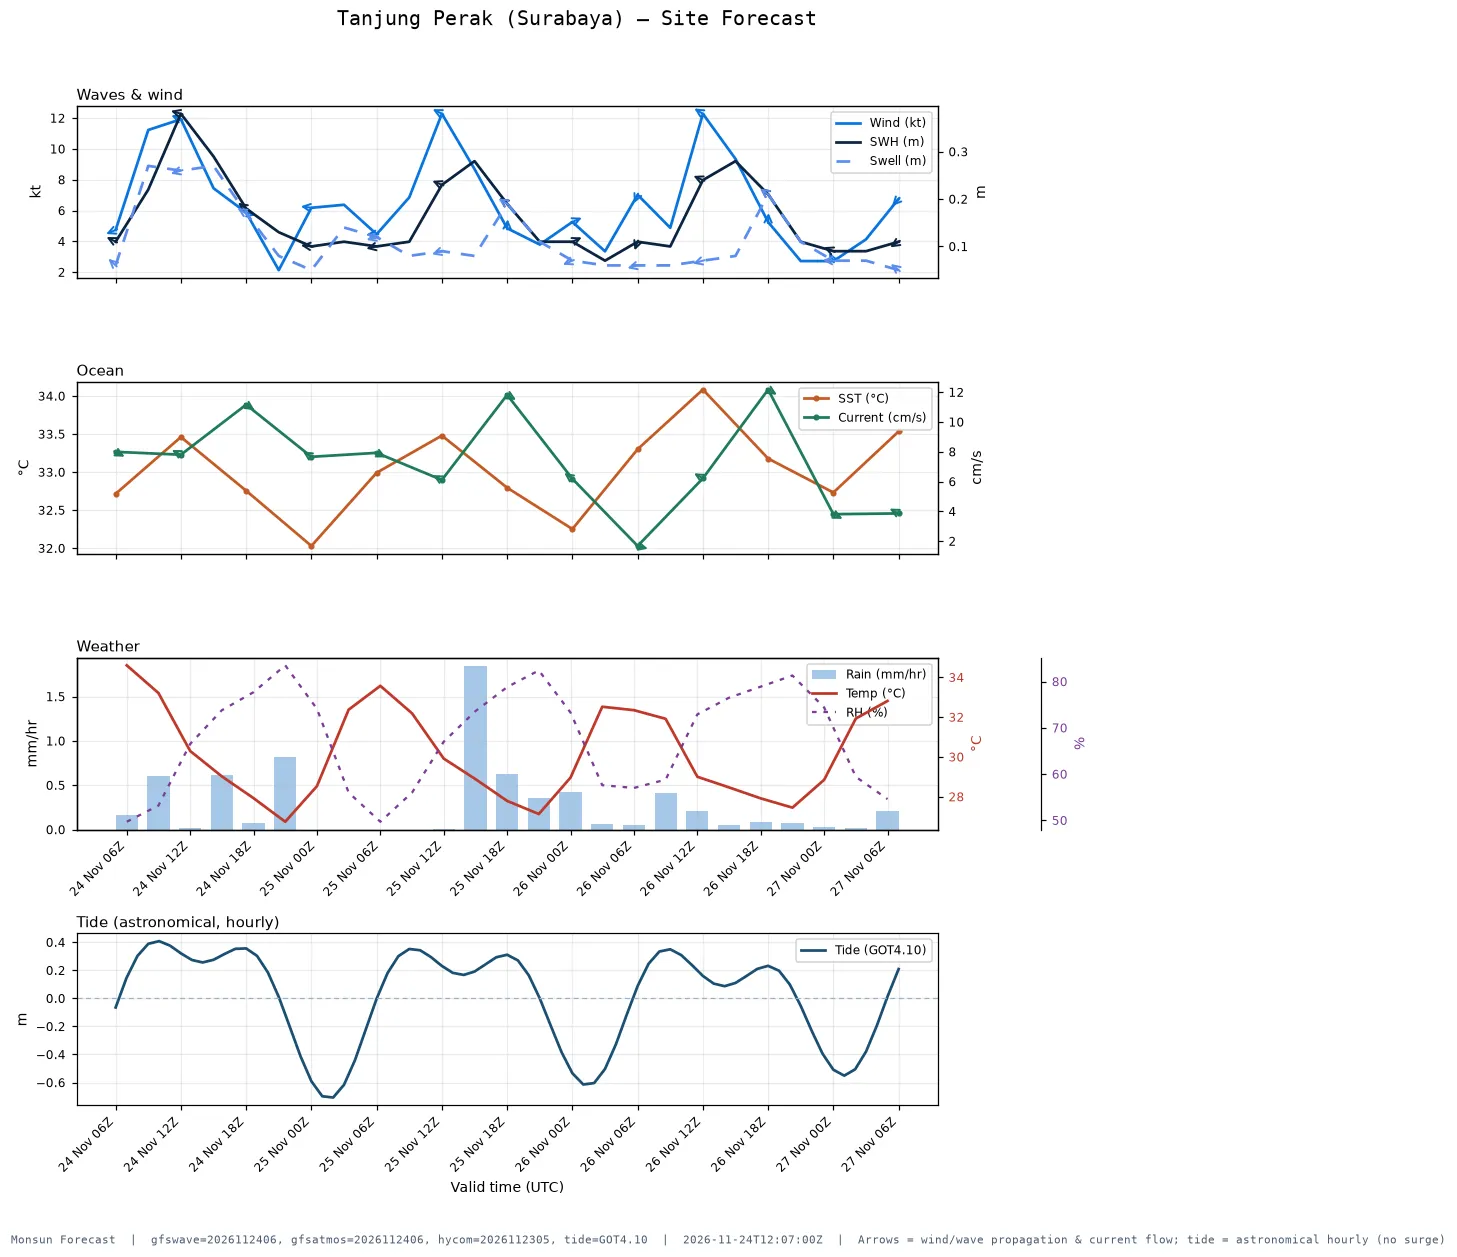 Tanjung Perak (Surabaya) — Site Forecast
Waves & wind
12
10
8
6
4
2
kt
0.3
0.2
0.1
m
Wind (kt)
SWH (m)
Swell (m)
Ocean
34.0
33.5
33.0
32.5
32.0
°C
12
10
8
6
4
2
cm/s
SST (°C)
Current (cm/s)
Weather
1.5
1.0
0.5
0.0
mm/hr
34
32
30
28
°C
80
70
60
50
%
Rain (mm/hr)
Temp (°C)
RH (%)
24 Nov 06Z
24 Nov 12Z
24 Nov 18Z
25 Nov 00Z
25 Nov 06Z
25 Nov 12Z
25 Nov 18Z
26 Nov 00Z
26 Nov 06Z
26 Nov 12Z
26 Nov 18Z
27 Nov 00Z
27 Nov 06Z
Tide (astronomical, hourly)
0.4
0.2
0.0
−0.2
−0.4
−0.6
m
Tide (GOT4.10)
24 Nov 06Z
24 Nov 12Z
24 Nov 18Z
25 Nov 00Z
25 Nov 06Z
25 Nov 12Z
25 Nov 18Z
26 Nov 00Z
26 Nov 06Z
26 Nov 12Z
26 Nov 18Z
27 Nov 00Z
27 Nov 06Z
Valid time (UTC)
Monsun Forecast | gfswave=2026112406, gfsatmos=2026112406, hycom=2026112305, tide=GOT4.10 | 2026-11-24T12:07:00Z | Arrows = wind/wave propagation & current flow; tide = astronomical hourly (no surge)